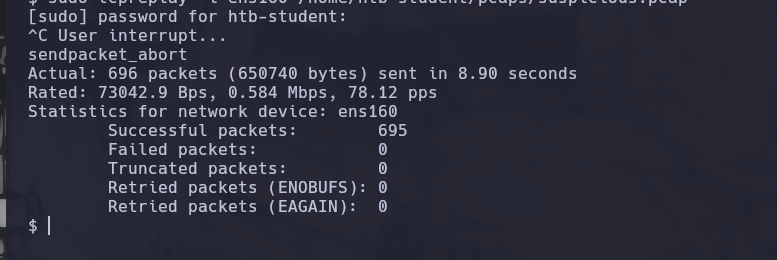 [sudo] password for htb-student:
^C User interrupt...
sendpacket_abort
Actual: 696 packets (650740 bytes) sent in 8.90 seconds
Rated: 73042.9 Bps, 0.584 Mbps, 78.12 pps
Statistics for network device: ens160
Successful packets: 695
Failed packets: 0
Truncated packets: 0
Retried packets (ENOBUFS): 0
Retried packets (EAGAIN): 0
$